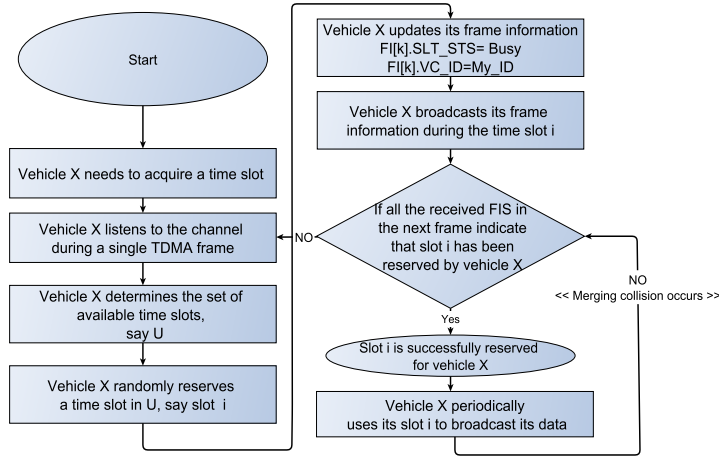 Start
Vehicle X needs to acquire a time slot
Vehicle X listens to the channel
during a single TDMA frame
Vehicle X determines the set of
available time slots,
say U
Vehicle X randomly reserves
a time slot in U, say slot i
Vehicle X updates its frame information
FI[k].SLT_STS= Busy
FI[k].VC_ID=My_ID
Vehicle X broadcasts its frame
information during the time slot i
If all the received FIS in
the next frame indicate
that slot i has been
reserved by vehicle X
NO
Yes
Slot i is successfully reserved
for vehicle X
Vehicle X periodically
uses its slot i to broadcast its data
NO
<< Merging collision occurs >>